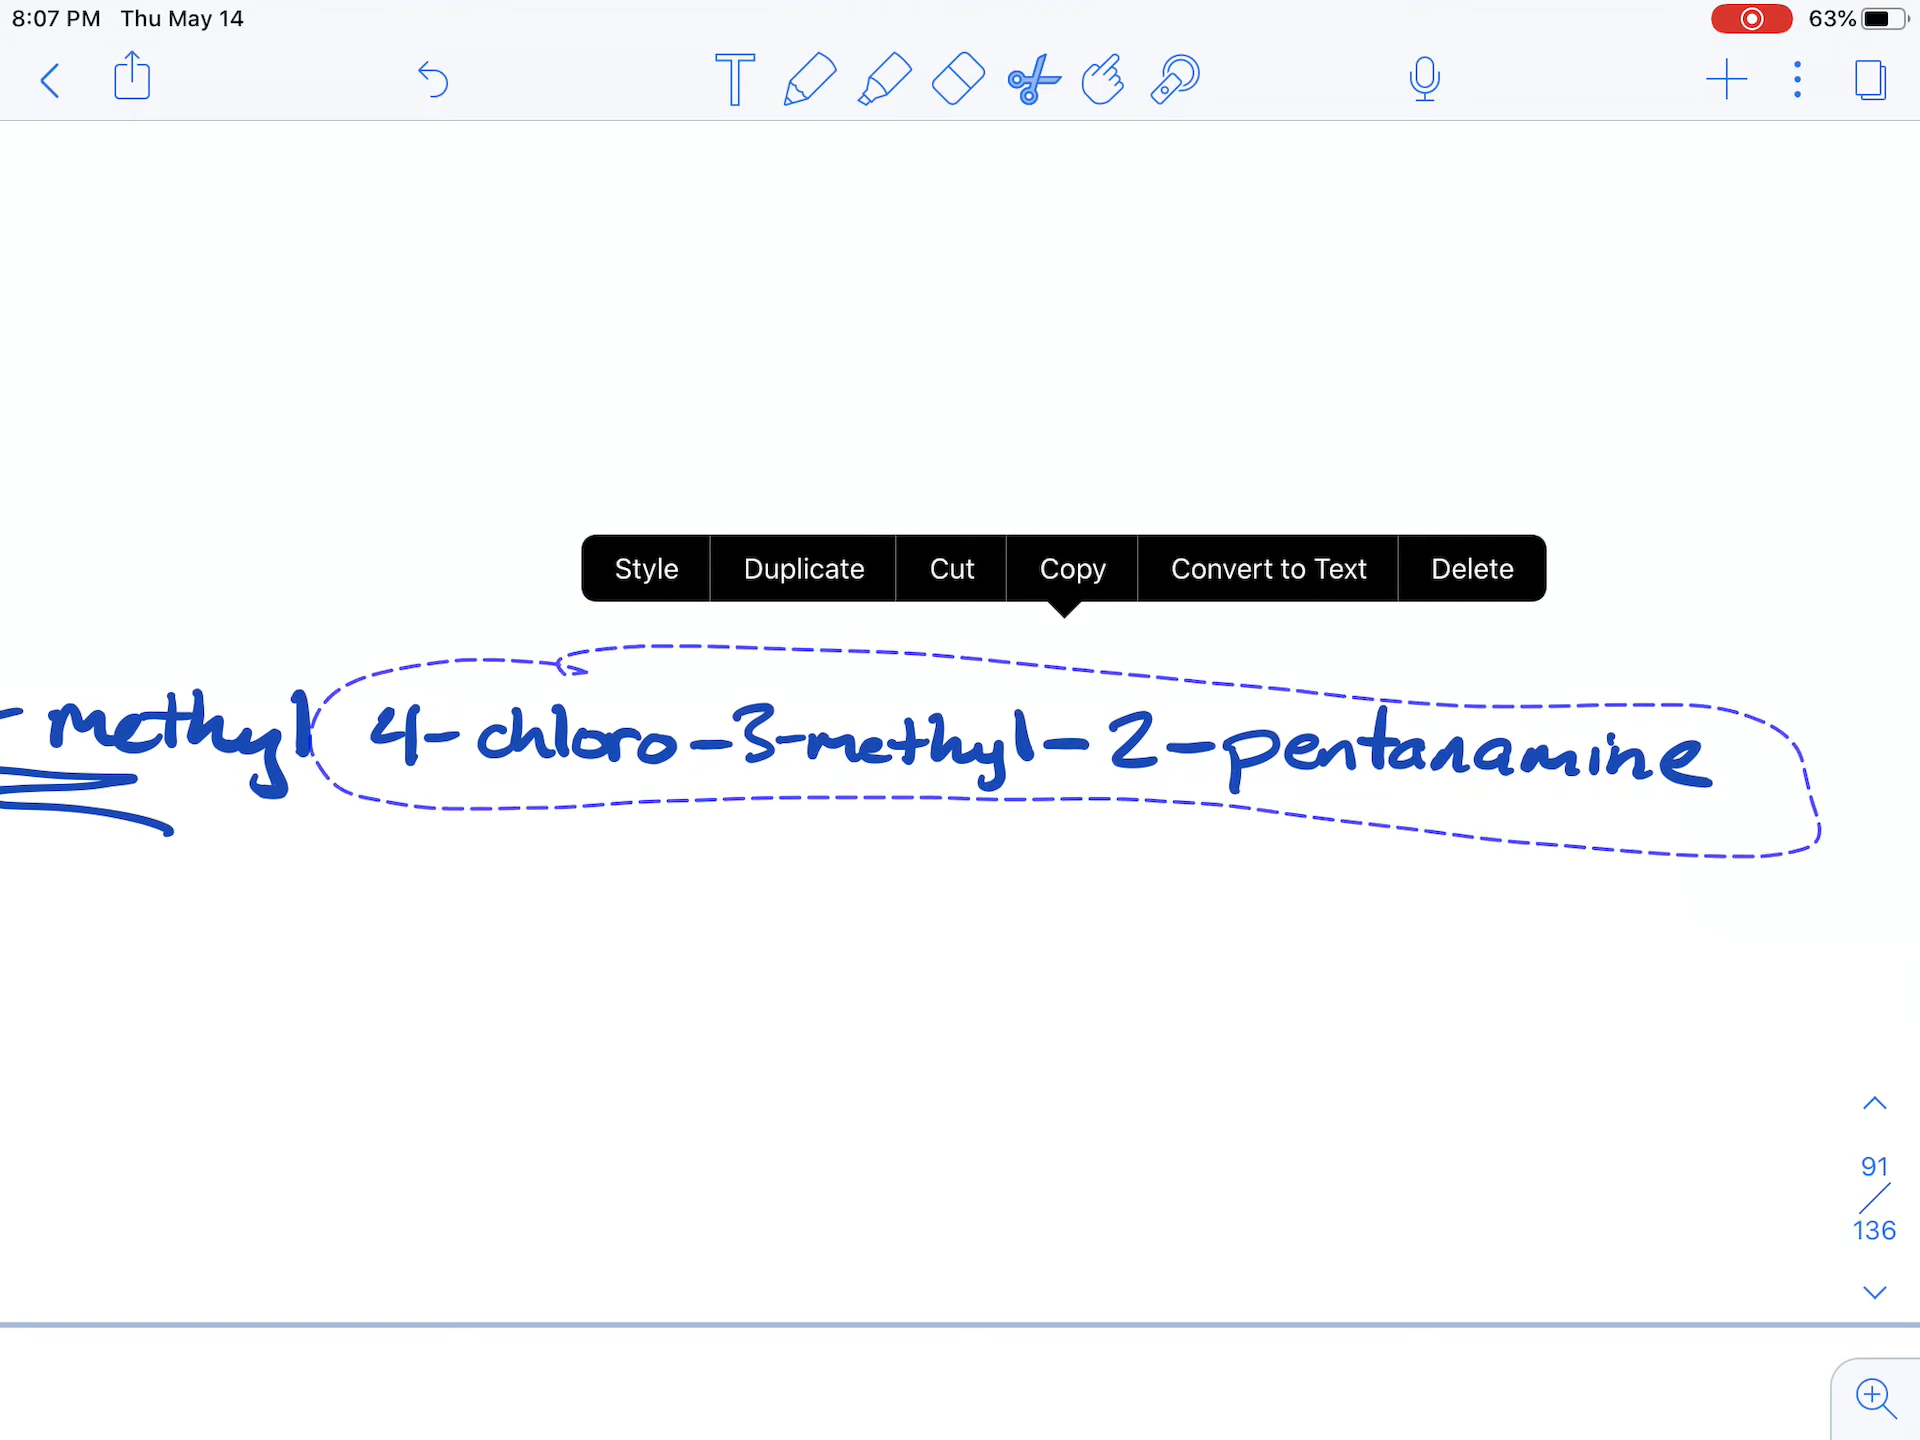 8:07 PM Thu May 14
63%
Style Duplicate Cut Copy Convert to Text Delete
- methyl 4-chloro-3-methyl-2-pentanamine
91
/
136